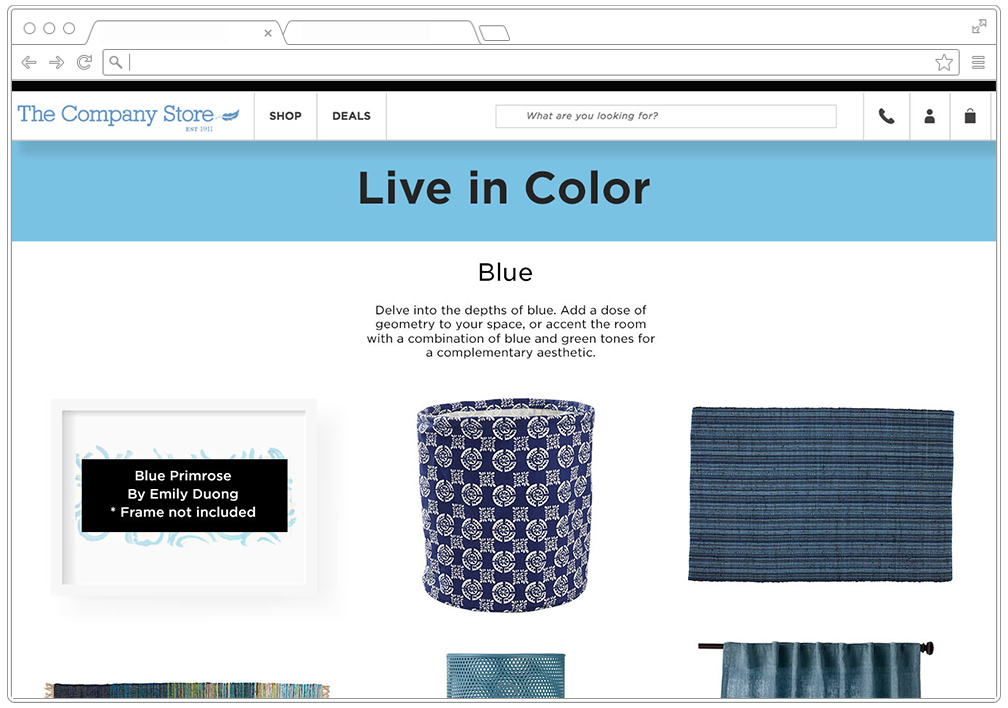 The Company Store
EST 1911
SHOP
DEALS
What are you looking for?
Live in Color
Blue
Delve into the depths of blue. Add a dose of
geometry to your space, or accent the room
with a combination of blue and green tones for
a complementary aesthetic.
Blue Primrose
By Emily Duong
* Frame not included